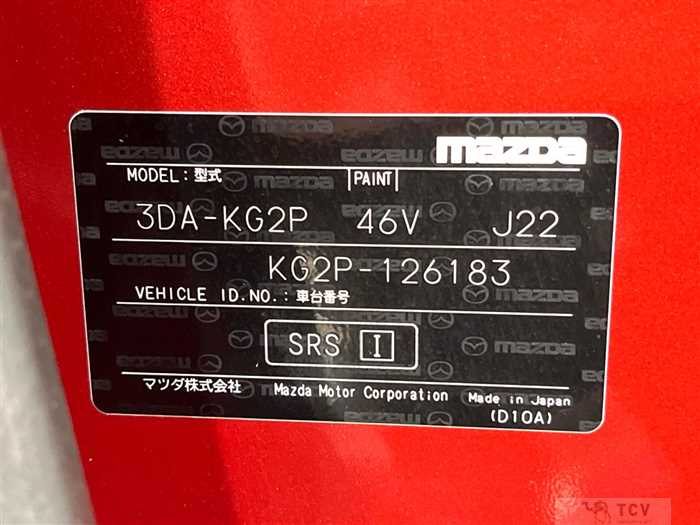 mazda
MODEL：型式 PAINT
3DA-KG2P 46V J22
KG2P-126183
VEHICLE ID.NO.：車台番号
SRS I
マツダ株式会社 Mazda Motor Corporation Made in Japan
(D10A)
TCV